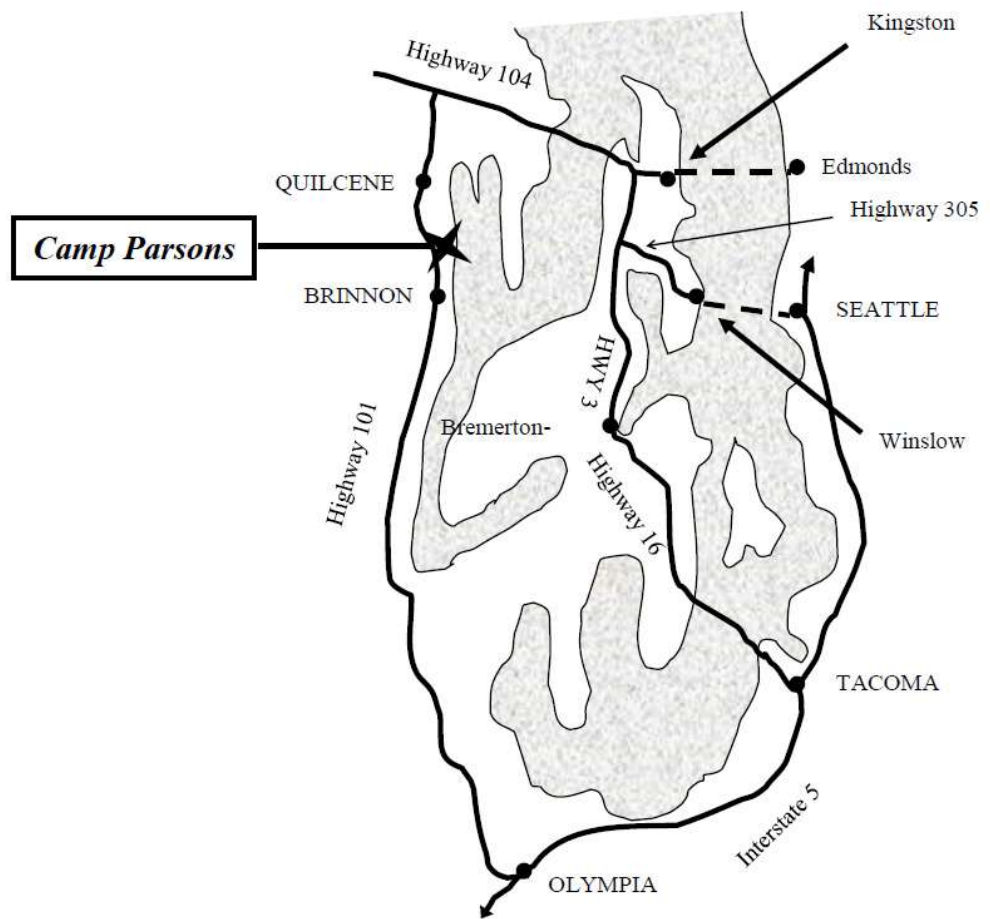 Kingston
Highway 104
Edmonds
QUILCENE
Highway 305
Camp Parsons
BRINNON
SEATTLE
HWY 3
Highway 101
Bremerton-
Winslow
Highway 16
TACOMA
Interstate 5
OLYMPIA